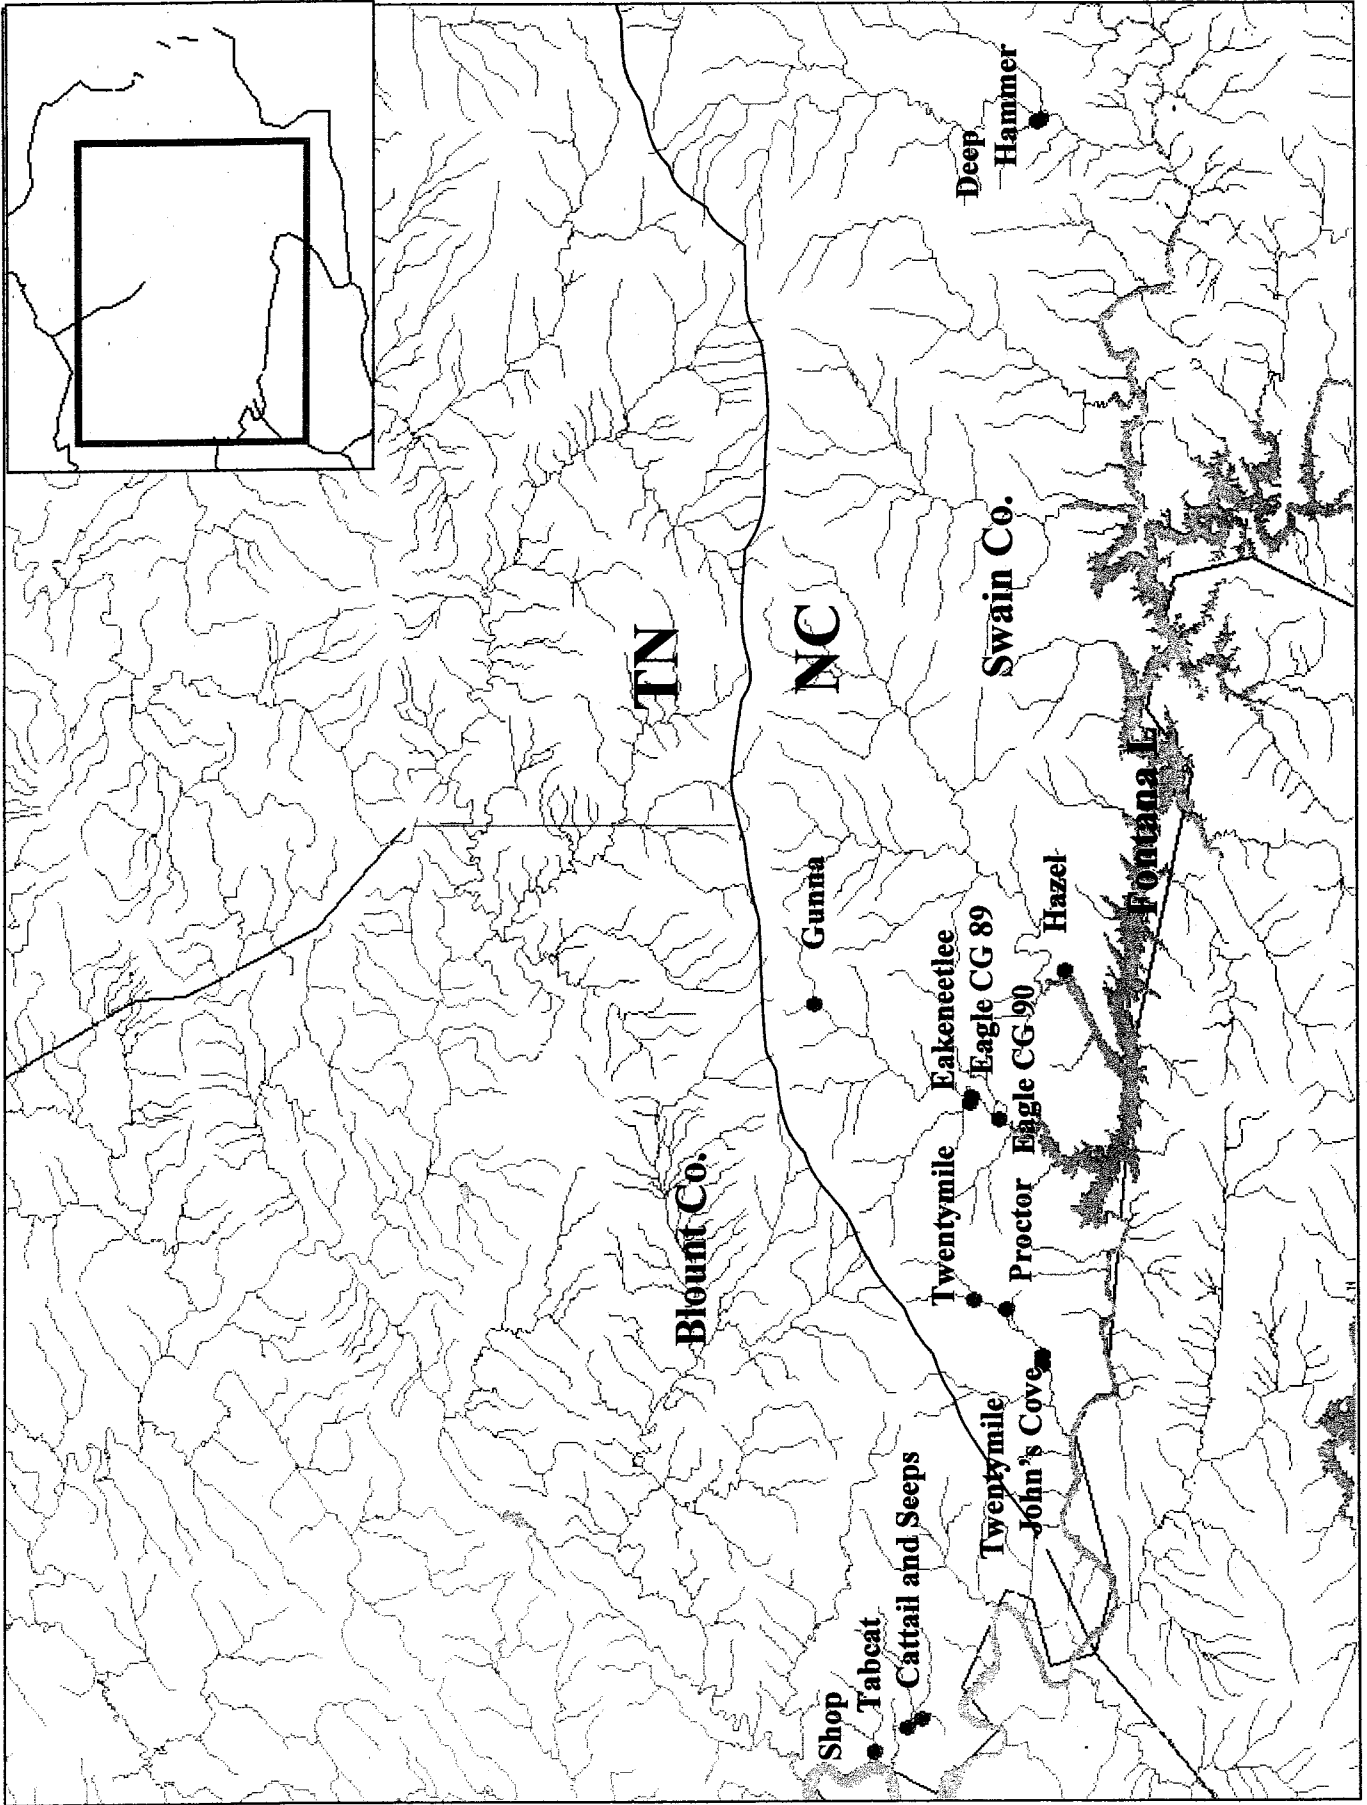 TN
NC
Blount Co.
Swain Co.
Shop
Tabcat
Cattail and Seeps
Twentymile
John's Cove
Twentymile
Proctor
Eakeneetlee
Eagle CG 89
Eagle CG 90
Gunna
Hazel
Fontana L
Deep
Hammer